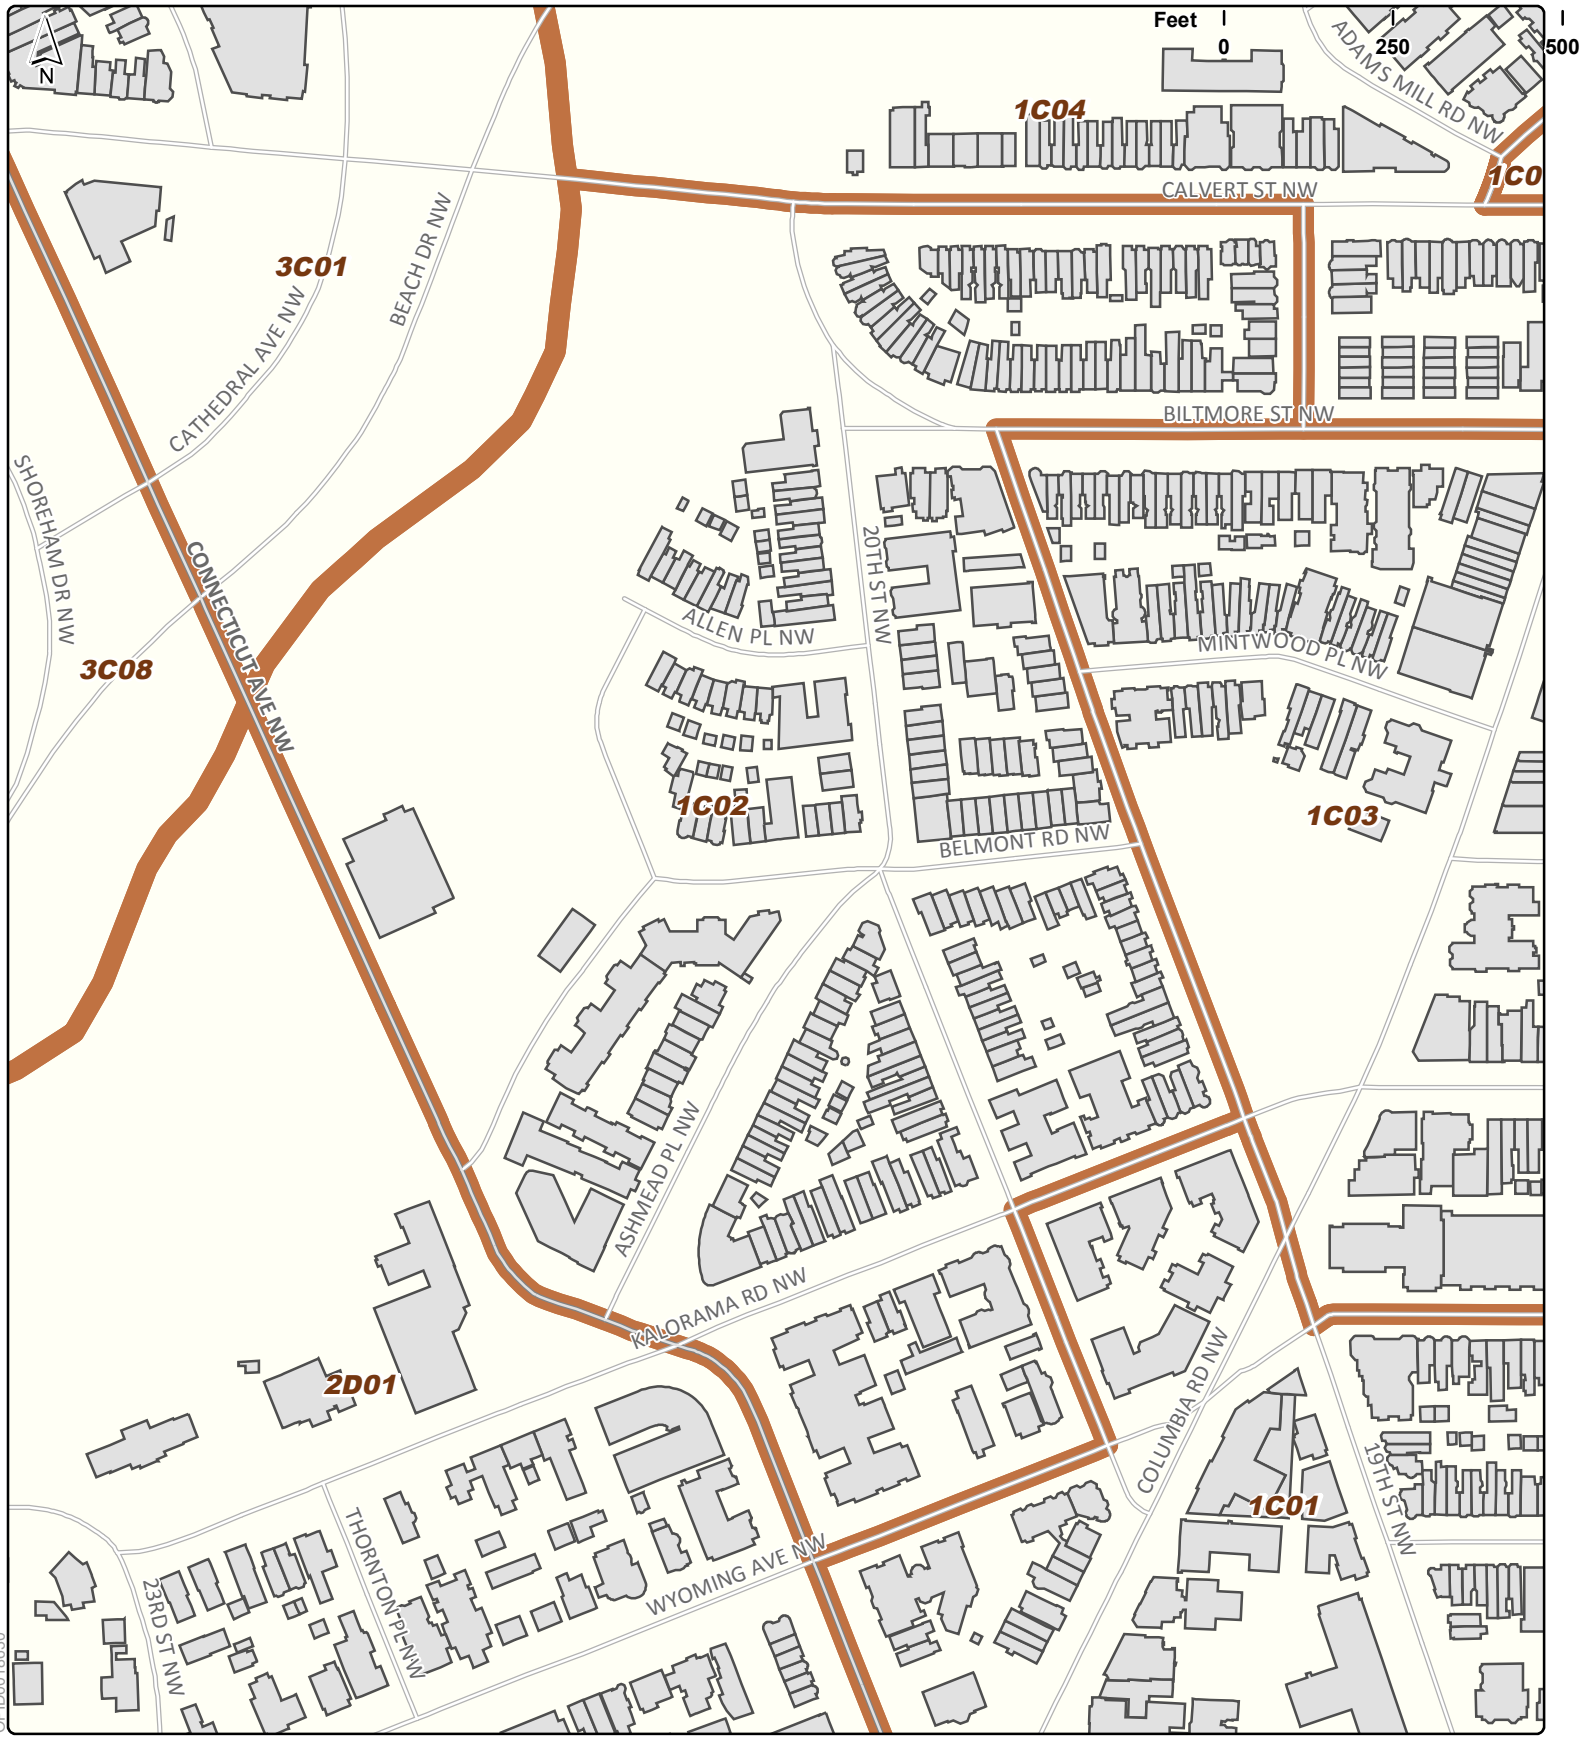 Feet
0
250
500
N
ADAMS MILL RD NW
1C04
1C0
CALVERT ST NW
3C01
BEACH DR NW
CATHEDRAL AVE NW
BILTMORE ST NW
SHOREHAM DR NW
CONNECTICUT AVE NW
20TH ST NW
ALLEN PL NW
MINTWOOD PL NW
3C08
1C02
1C03
BELMONT RD NW
ASHMEAD PL NW
KALORAMA RD NW
COLUMBIA RD NW
2D01
1C01
19TH ST NW
THORNTON PL NW
WYOMING AVE NW
23RD ST NW